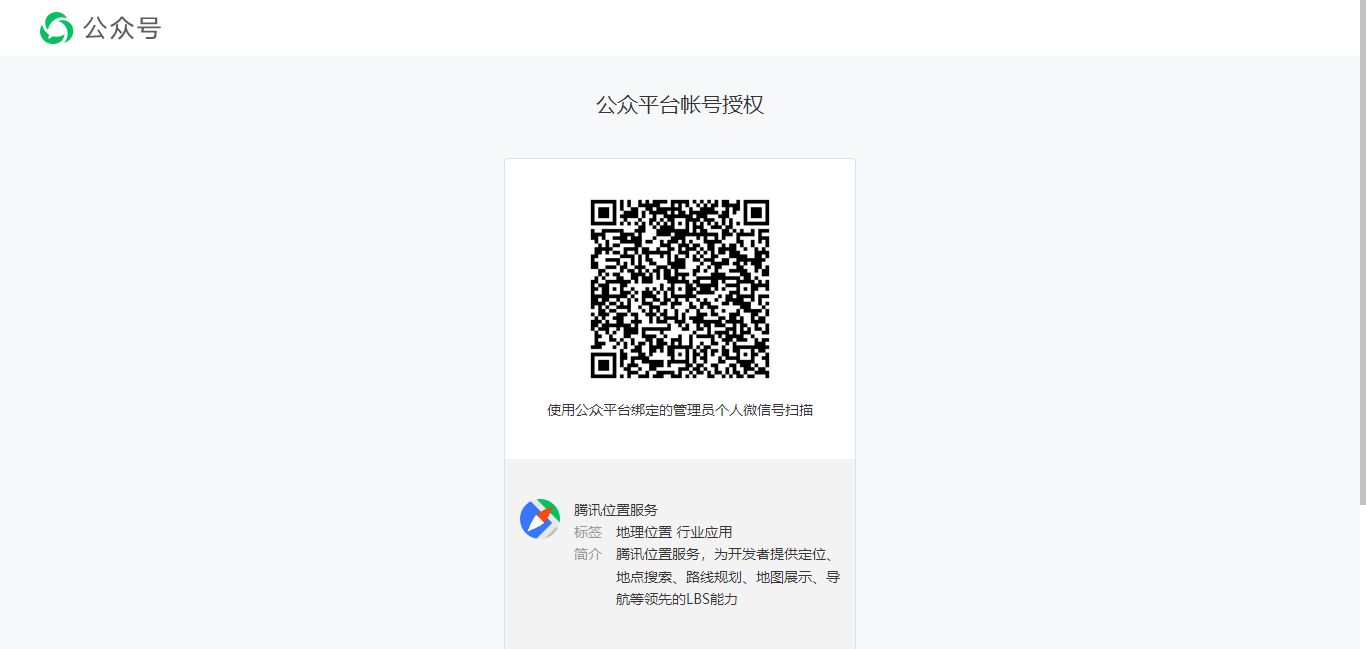 公众号
公众平台帐号授权
使用公众平台绑定的管理员个人微信号扫描
腾讯位置服务
标签 地理位置 行业应用
简介 腾讯位置服务，为开发者提供定位、
地点搜索、路线规划、地图展示、导
航等领先的LBS能力